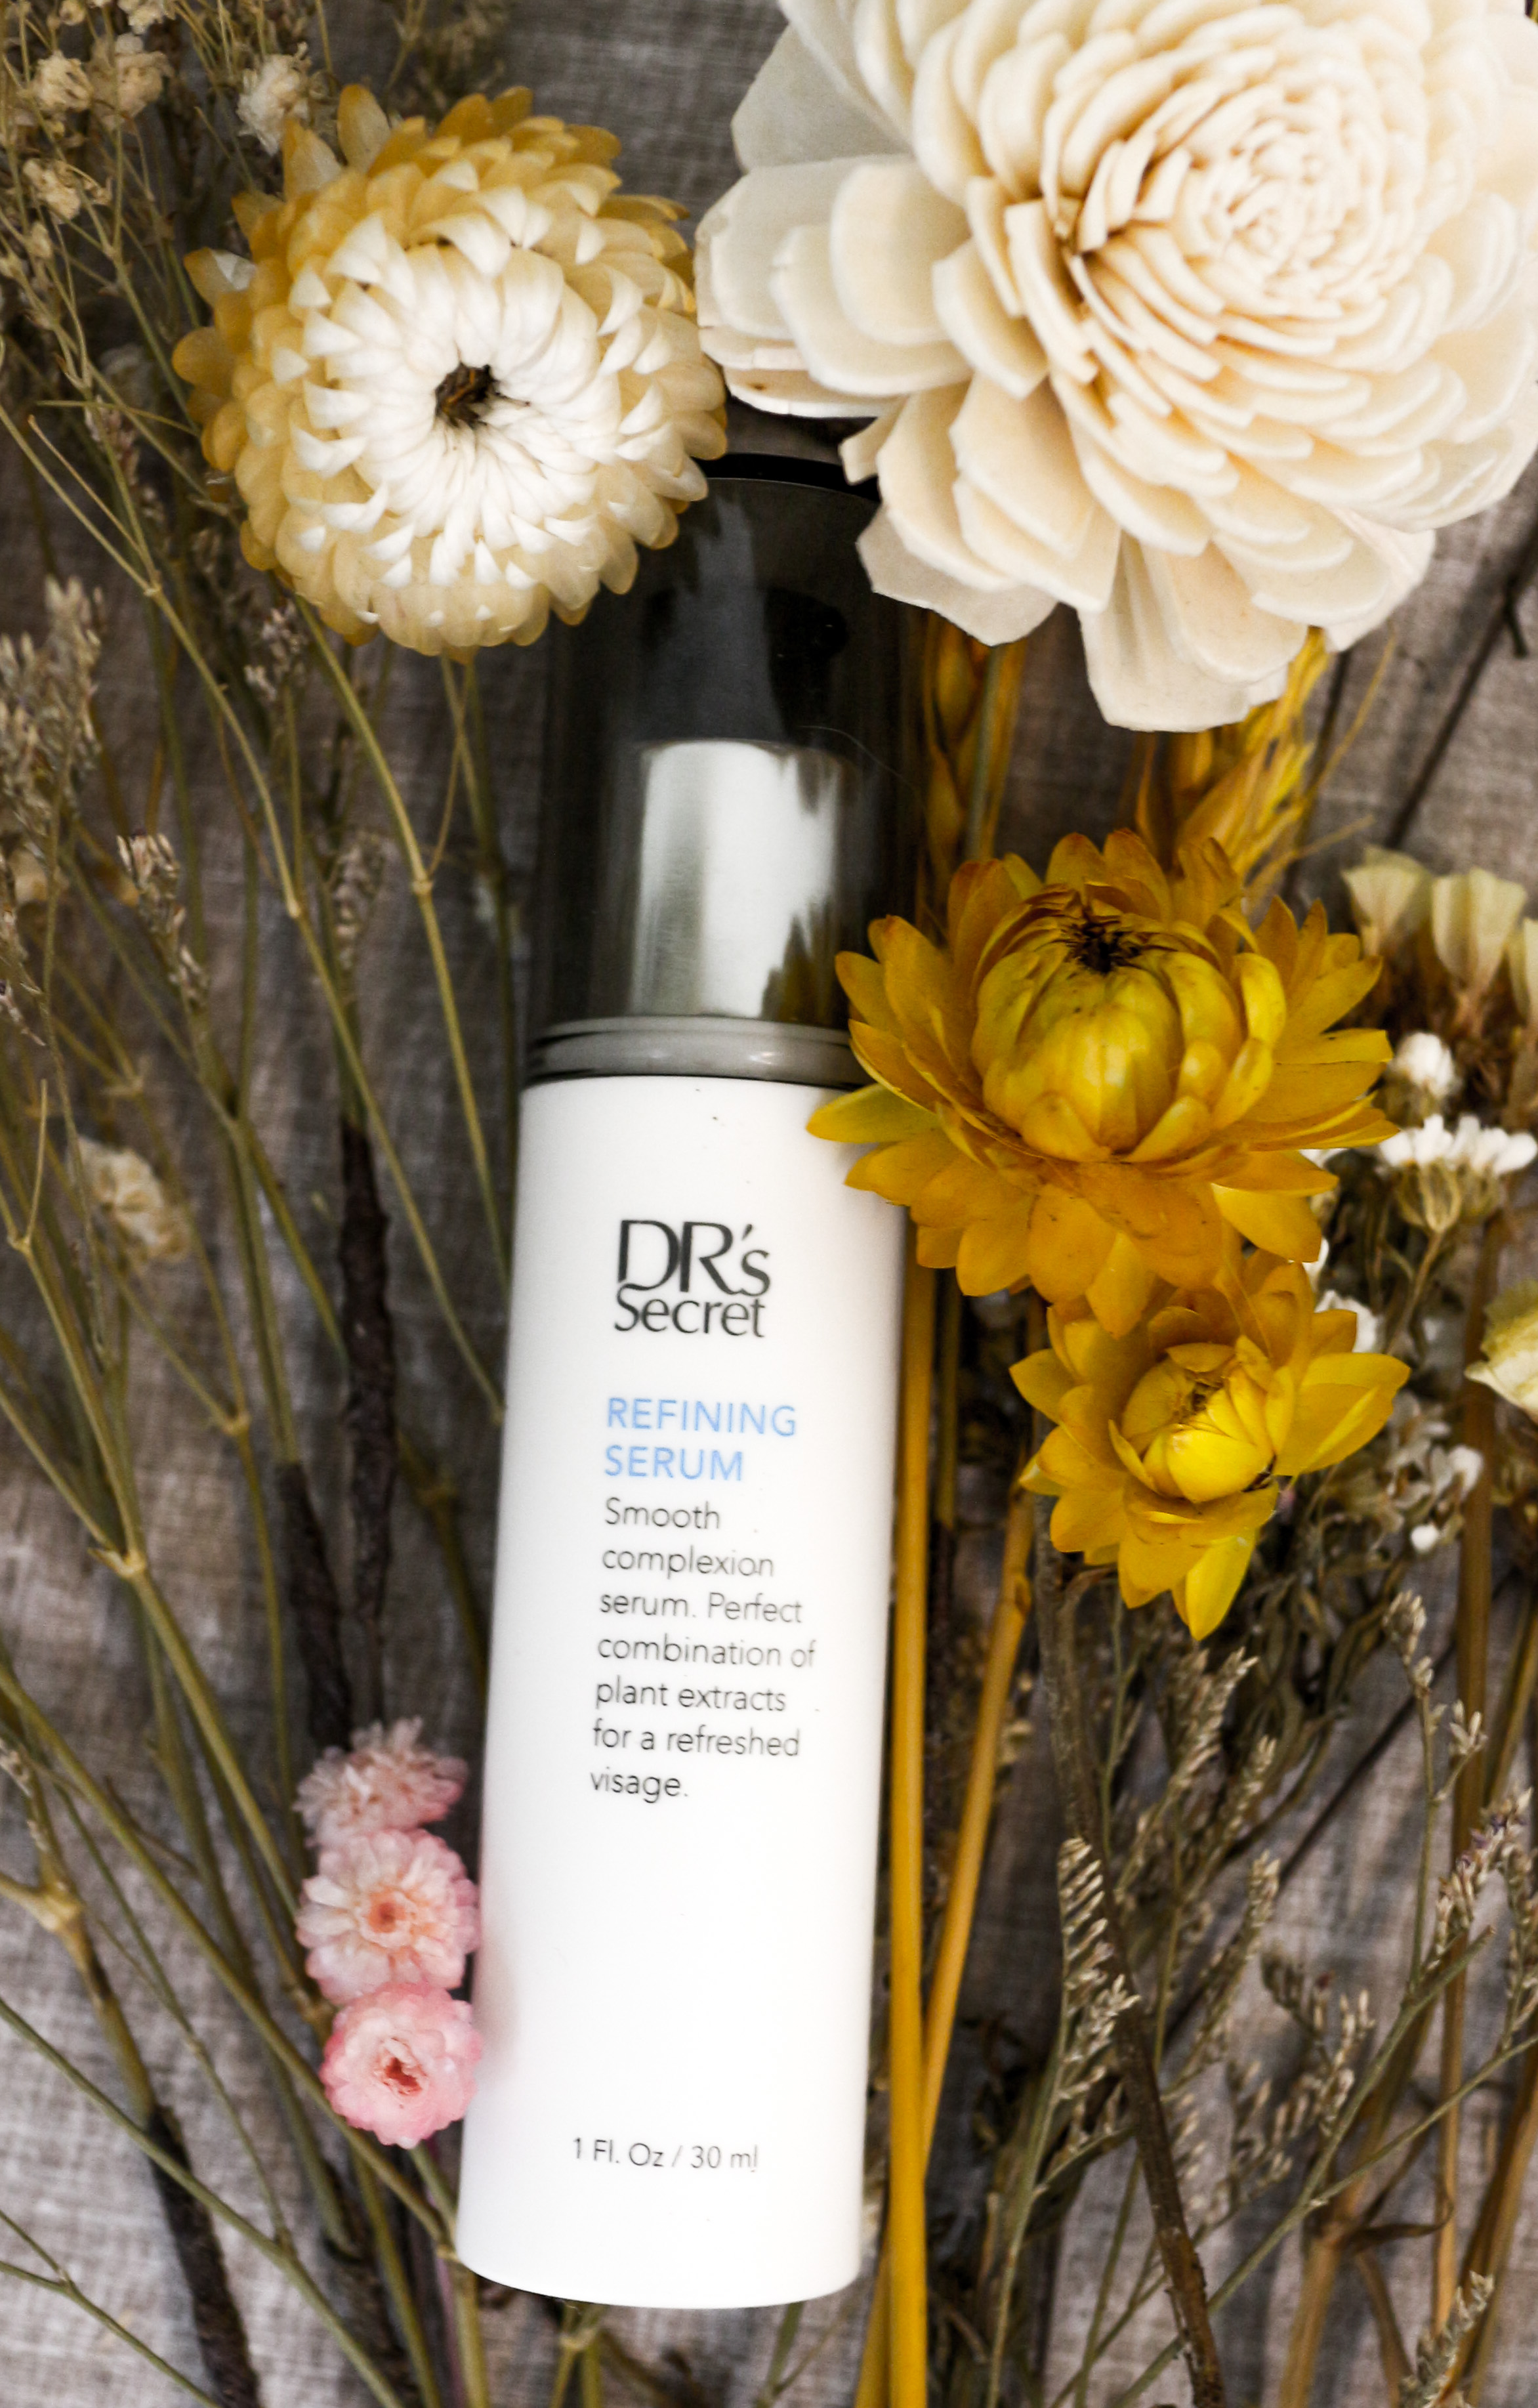 DR's
Secret
REFINING
SERUM
Smooth
complexion
serum. Perfect
combination of
plant extracts
for a refreshed
visage.
1 Fl. Oz / 30 ml